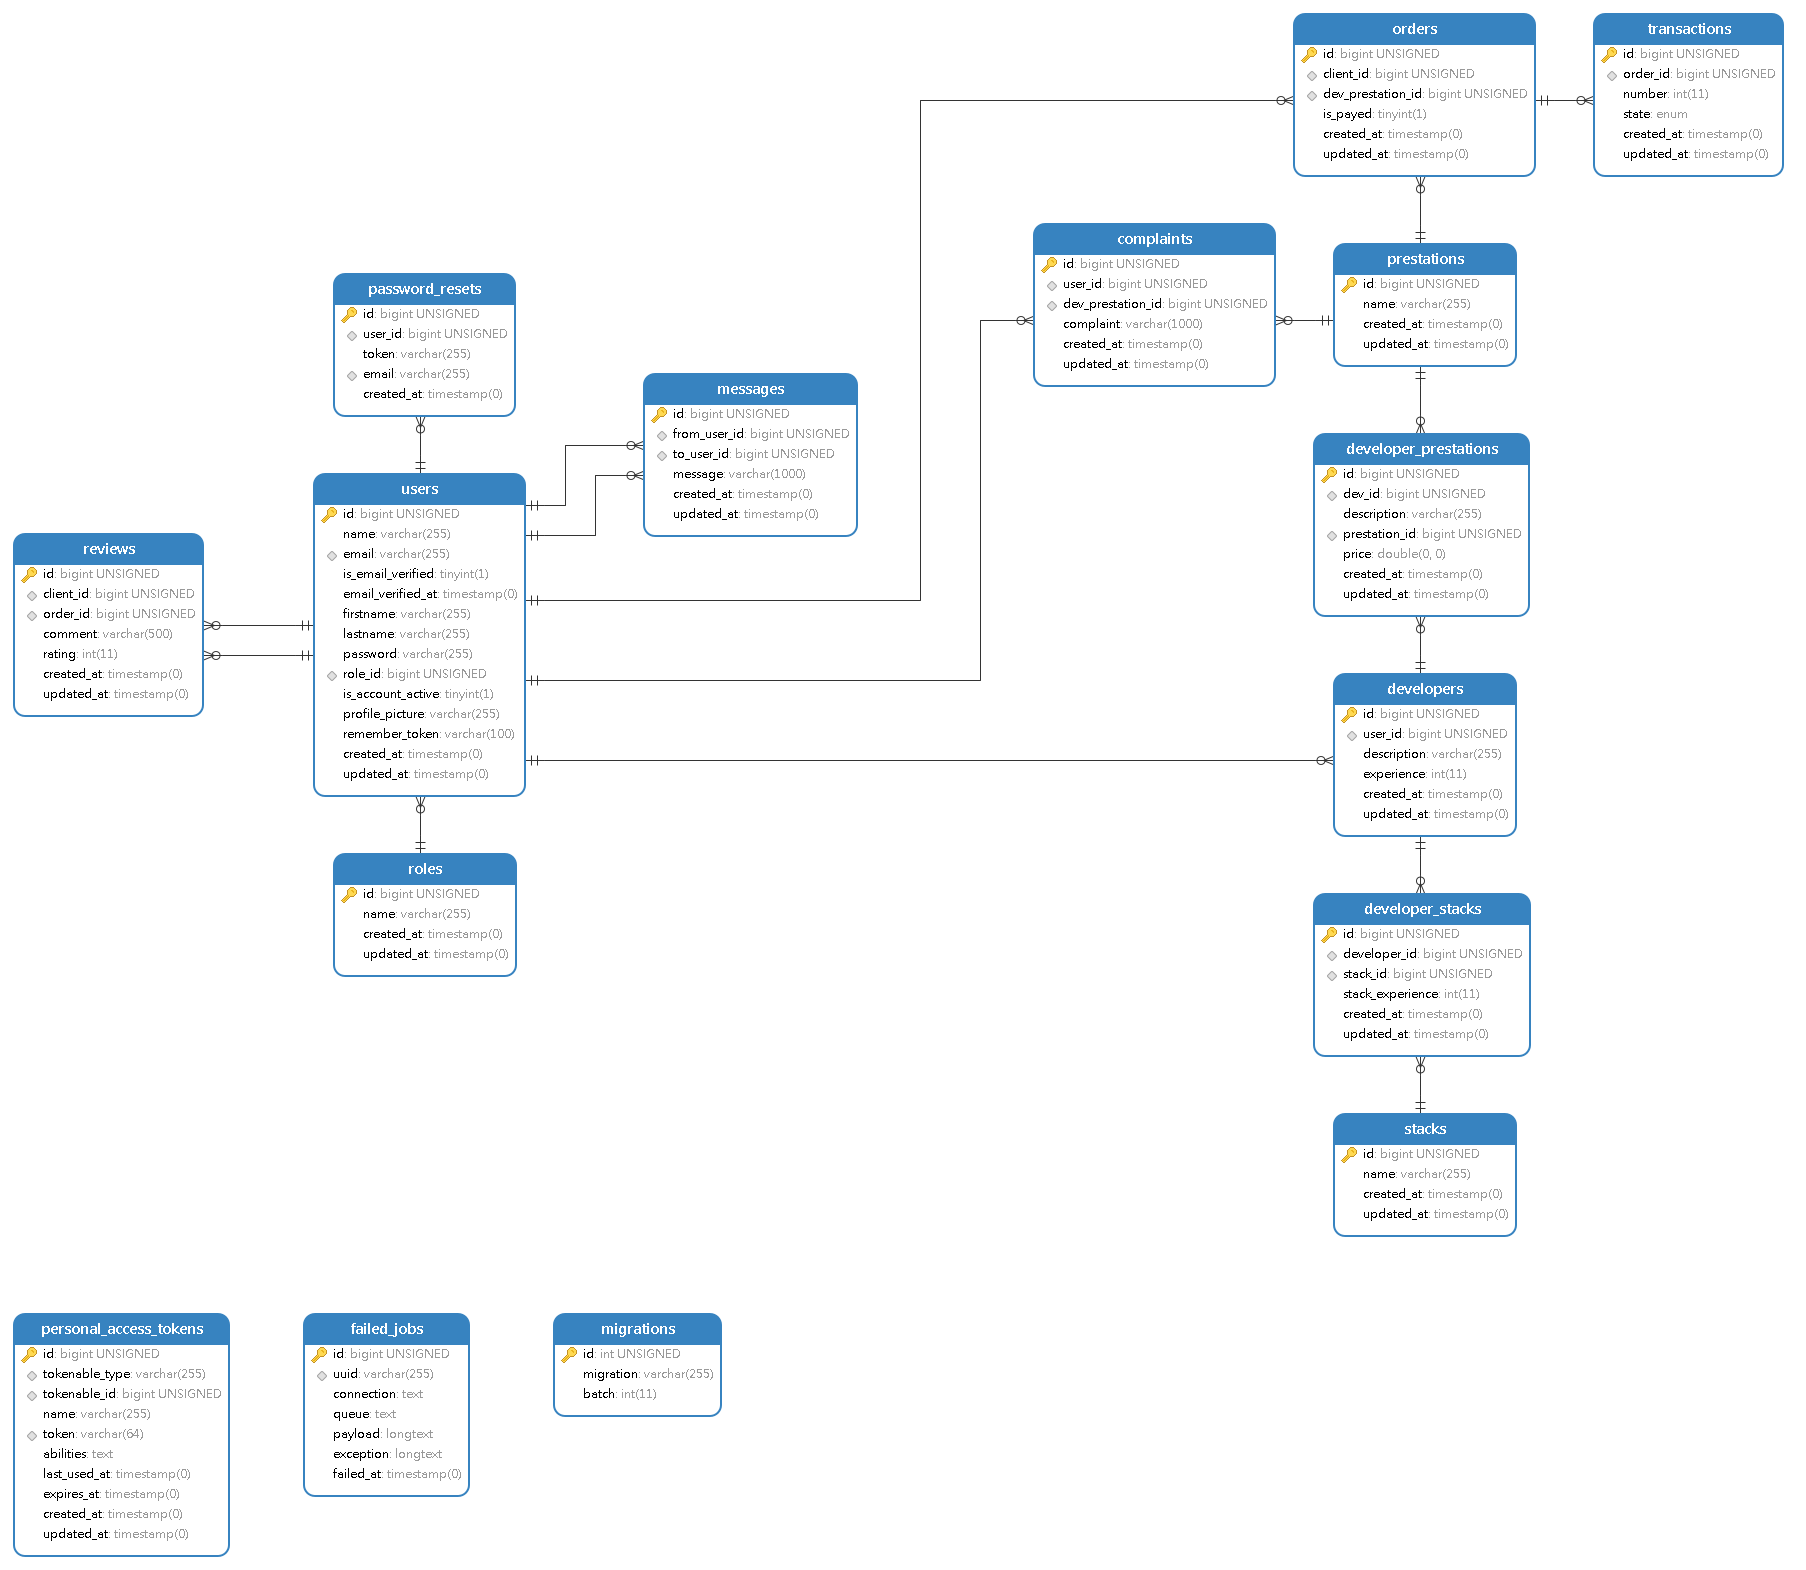 orders
id: bigint UNSIGNED
client_id: bigint UNSIGNED
dev_prestation_id: bigint UNSIGNED
is_payed: tinyint(1)
created_at: timestamp(0)
updated_at: timestamp(0)
transactions
id: bigint UNSIGNED
order_id: bigint UNSIGNED
number: int(11)
state: enum
created_at: timestamp(0)
updated_at: timestamp(0)
complaints
id: bigint UNSIGNED
user_id: bigint UNSIGNED
dev_prestation_id: bigint UNSIGNED
complaint: varchar(1000)
created_at: timestamp(0)
updated_at: timestamp(0)
prestations
id: bigint UNSIGNED
name: varchar(255)
created_at: timestamp(0)
updated_at: timestamp(0)
password_resets
id: bigint UNSIGNED
user_id: bigint UNSIGNED
token: varchar(255)
email: varchar(255)
created_at: timestamp(0)
messages
id: bigint UNSIGNED
from_user_id: bigint UNSIGNED
to_user_id: bigint UNSIGNED
message: varchar(1000)
created_at: timestamp(0)
updated_at: timestamp(0)
developer_prestations
id: bigint UNSIGNED
dev_id: bigint UNSIGNED
description: varchar(255)
prestation_id: bigint UNSIGNED
price: double(0, 0)
created_at: timestamp(0)
updated_at: timestamp(0)
users
id: bigint UNSIGNED
name: varchar(255)
email: varchar(255)
is_email_verified: tinyint(1)
email_verified_at: timestamp(0)
firstname: varchar(255)
lastname: varchar(255)
password: varchar(255)
role_id: bigint UNSIGNED
is_account_active: tinyint(1)
profile_picture: varchar(255)
remember_token: varchar(100)
created_at: timestamp(0)
updated_at: timestamp(0)
reviews
id: bigint UNSIGNED
client_id: bigint UNSIGNED
order_id: bigint UNSIGNED
comment: varchar(500)
rating: int(11)
created_at: timestamp(0)
updated_at: timestamp(0)
developers
id: bigint UNSIGNED
user_id: bigint UNSIGNED
description: varchar(255)
experience: int(11)
created_at: timestamp(0)
updated_at: timestamp(0)
roles
id: bigint UNSIGNED
name: varchar(255)
created_at: timestamp(0)
updated_at: timestamp(0)
developer_stacks
id: bigint UNSIGNED
developer_id: bigint UNSIGNED
stack_id: bigint UNSIGNED
stack_experience: int(11)
created_at: timestamp(0)
updated_at: timestamp(0)
stacks
id: bigint UNSIGNED
name: varchar(255)
created_at: timestamp(0)
updated_at: timestamp(0)
personal_access_tokens
id: bigint UNSIGNED
tokenable_type: varchar(255)
tokenable_id: bigint UNSIGNED
name: varchar(255)
token: varchar(64)
abilities: text
last_used_at: timestamp(0)
expires_at: timestamp(0)
created_at: timestamp(0)
updated_at: timestamp(0)
failed_jobs
id: bigint UNSIGNED
uuid: varchar(255)
connection: text
queue: text
payload: longtext
exception: longtext
failed_at: timestamp(0)
migrations
id: int UNSIGNED
migration: varchar(255)
batch: int(11)